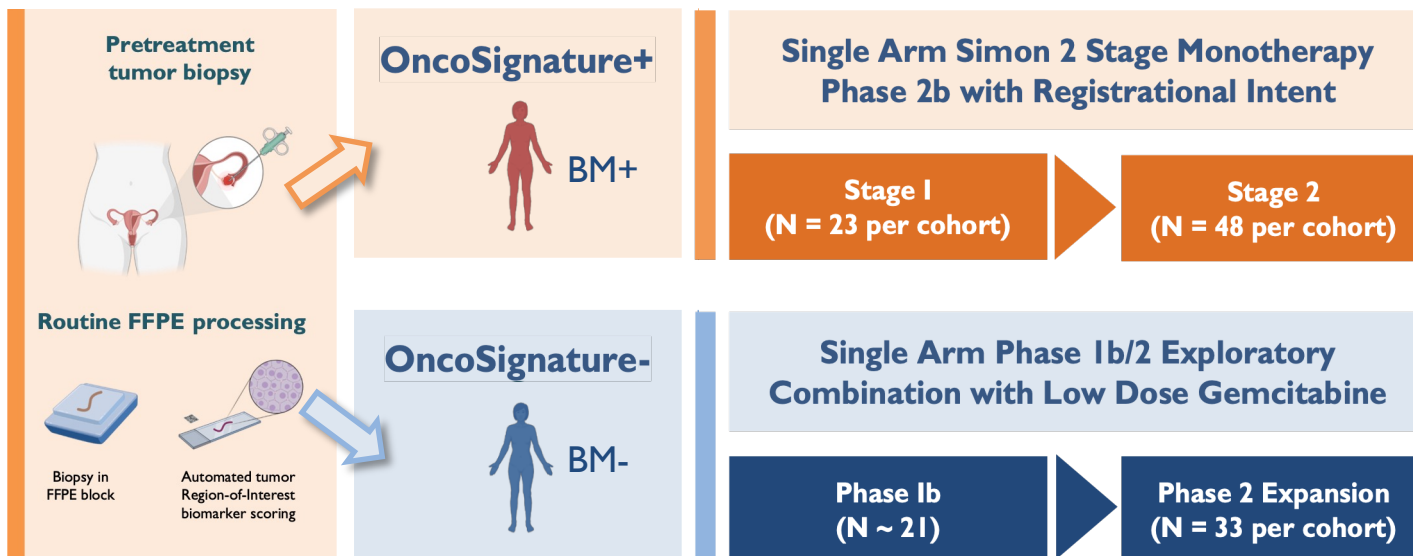 Pretreatment
tumor biopsy
Routine FFPE processing
Biopsy in
FFPE block
Automated tumor
Region-of-Interest
biomarker scoring
OncoSignature+
BM+
Single Arm Simon 2 Stage Monotherapy
Phase 2b with Registrational Intent
Stage I
(N = 23 per cohort)
Stage 2
(N = 48 per cohort)
OncoSignature-
BM-
Single Arm Phase 1b/2 Exploratory
Combination with Low Dose Gemcitabine
Phase Ib
(N ~ 21)
Phase 2 Expansion
(N = 33 per cohort)